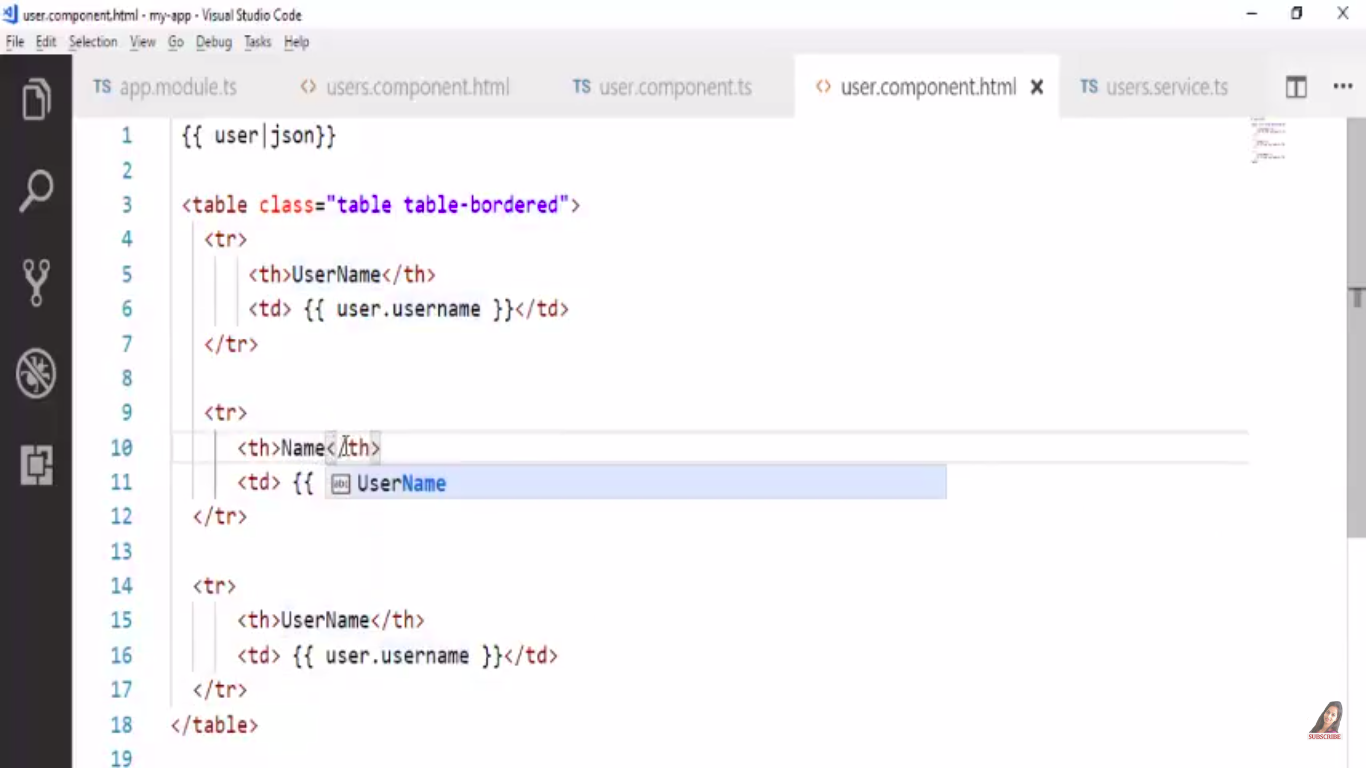 user.component.html - my-app - Visual Studio Code
File Edit Selection View Go Debug Tasks Help
TS app.module.ts <> users.component.html TS user.component.ts <> user.component.html TS users.service.ts
1 {{ user|json}}
2
3 <table class="table table-bordered">
4 <tr>
5 <th>UserName</th>
6 <td> {{ user.username }}</td>
7 </tr>
8
9 <tr>
10 <th>Name</th>
11 <td> {{
abc UserName
12 </tr>
13
14 <tr>
15 <th>UserName</th>
16 <td> {{ user.username }}</td>
17 </tr>
18 </table>
19
SUBSCRIBE